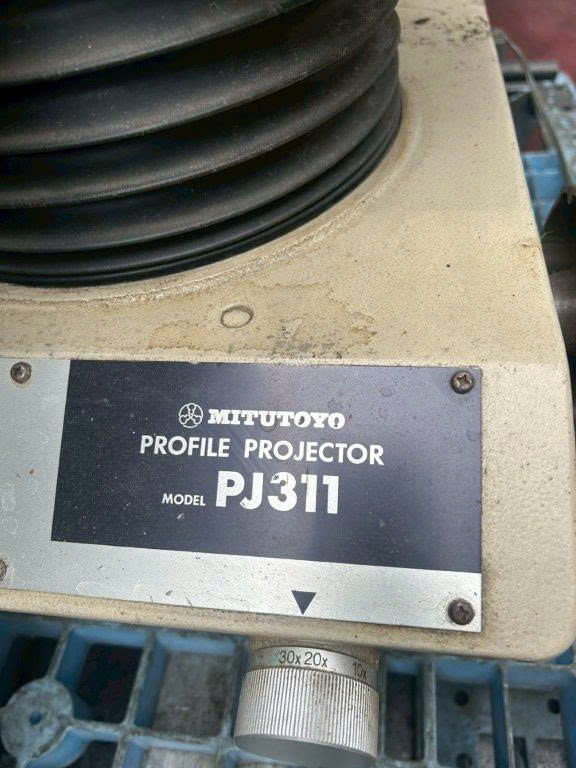 MITUTOYO
PROFILE PROJECTOR
MODEL PJ311
30x 20x 10x